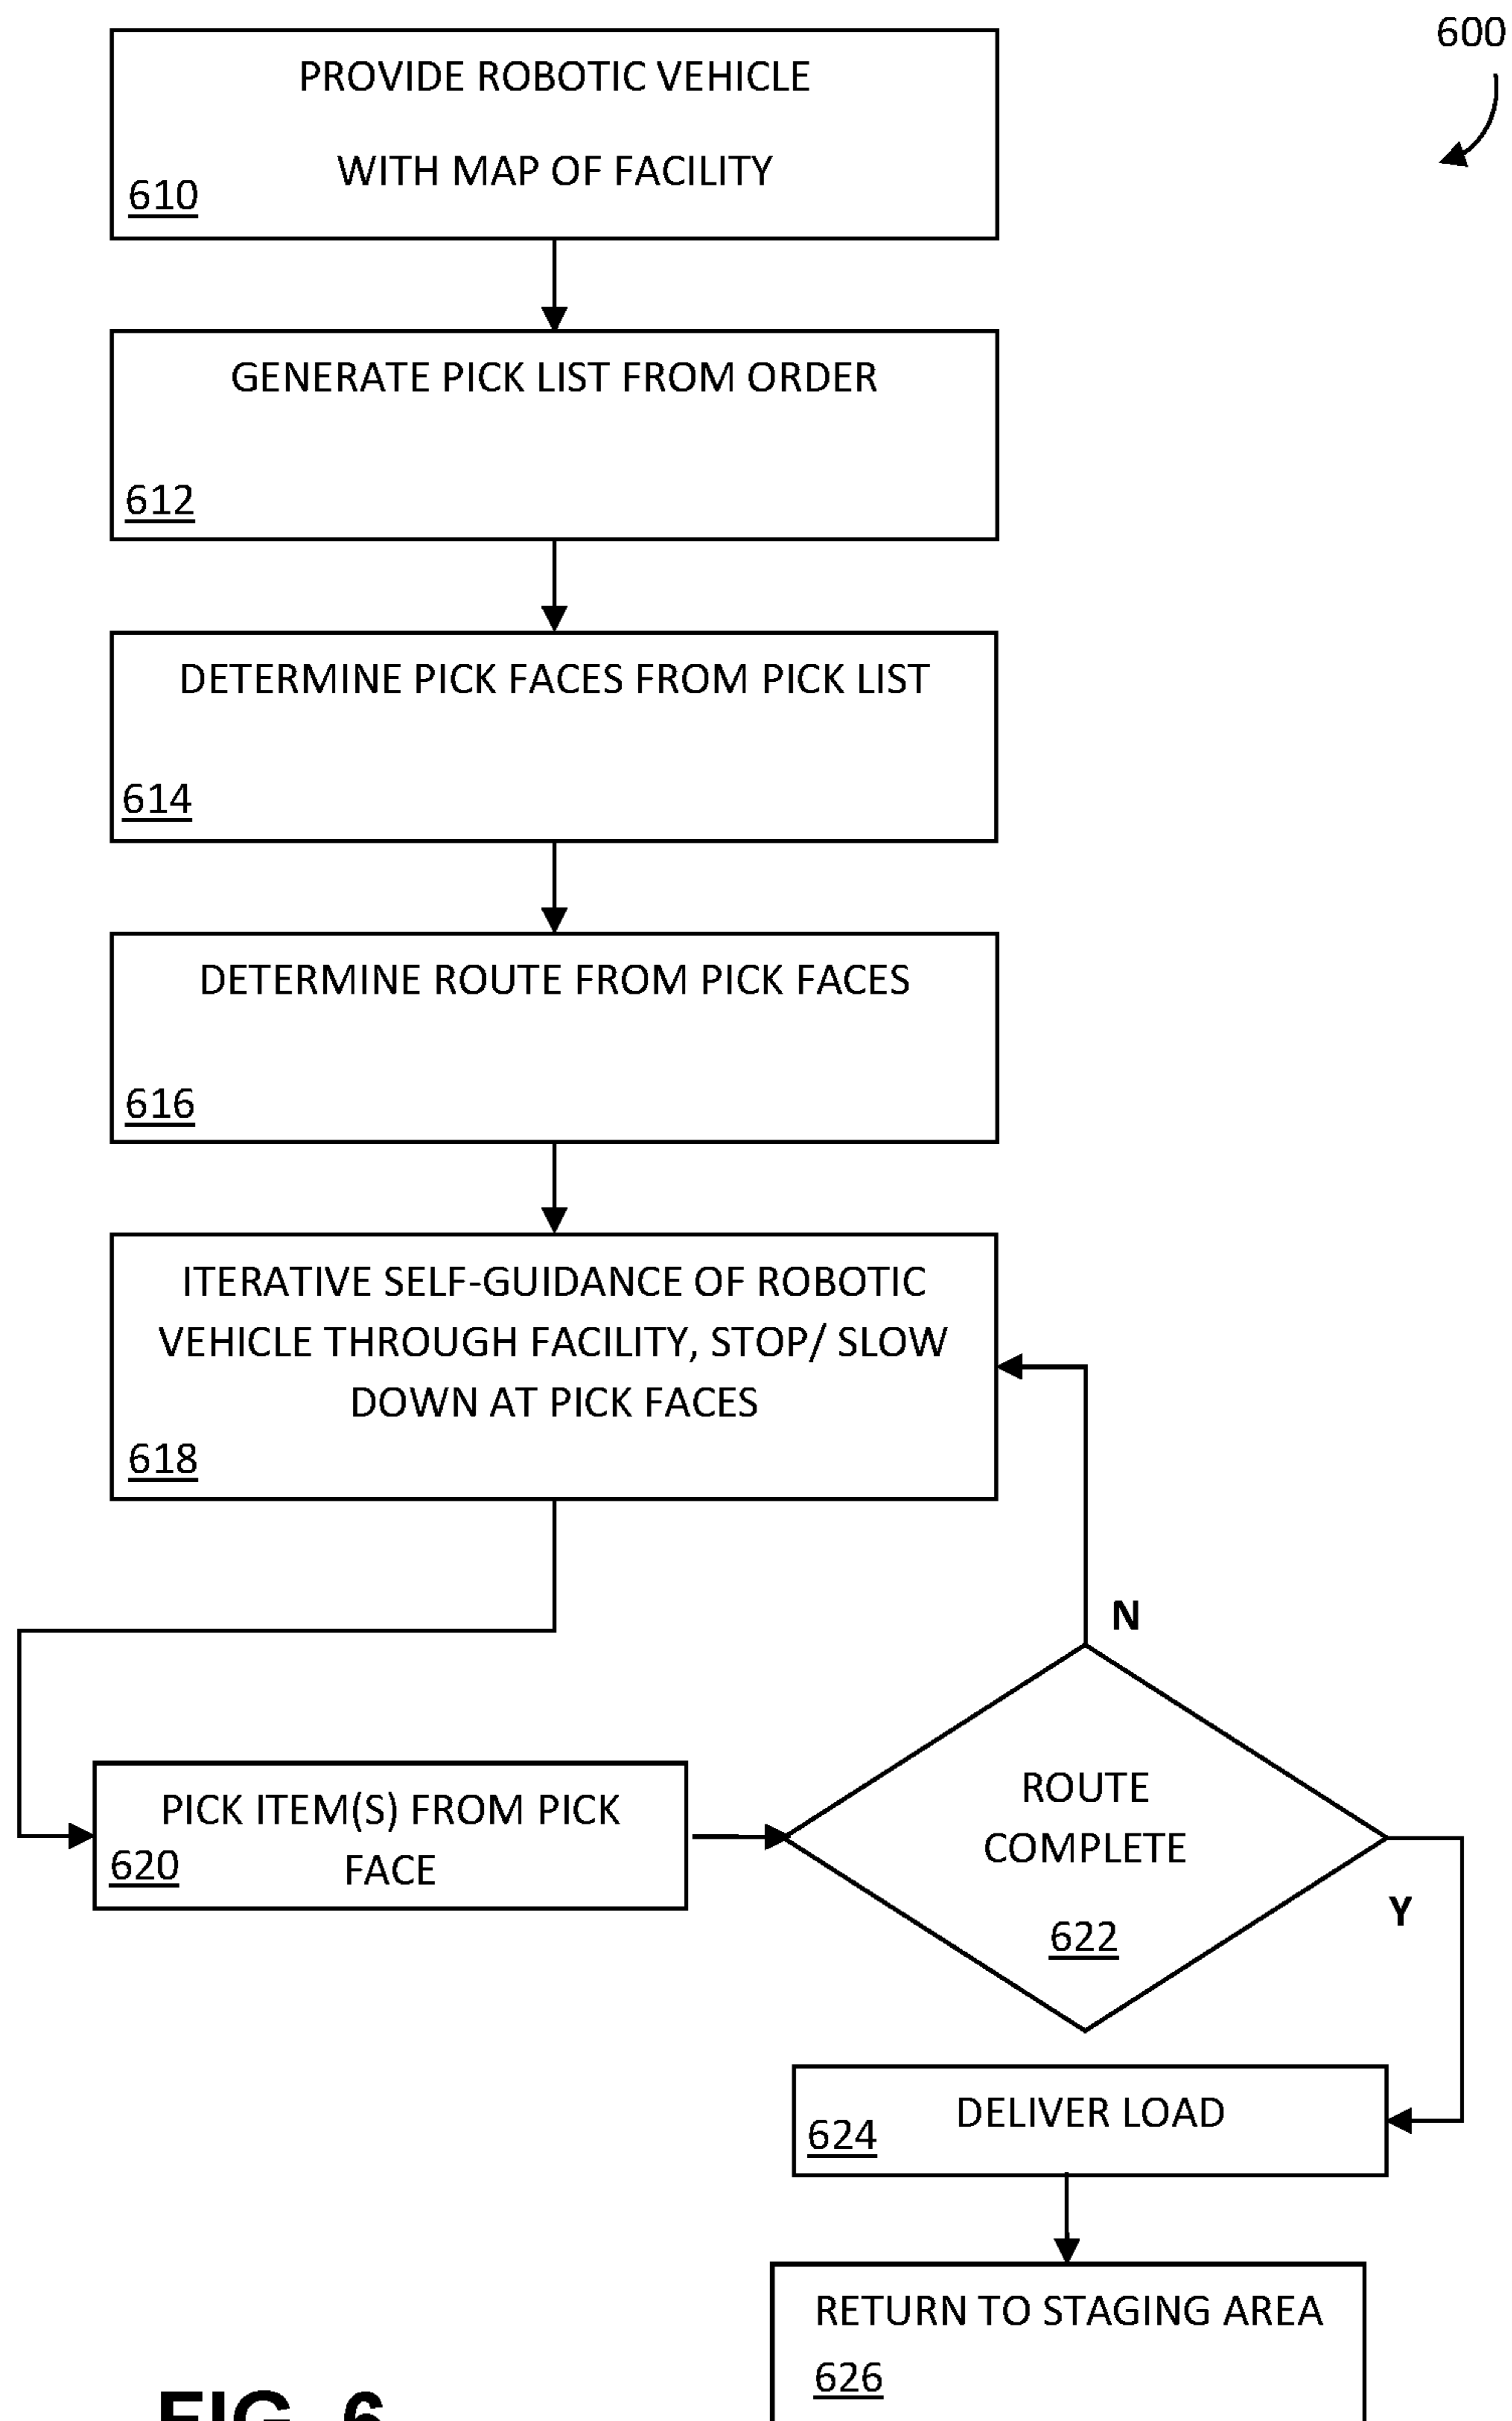 600
PROVIDE ROBOTIC VEHICLE
WITH MAP OF FACILITY
610
GENERATE PICK LIST FROM ORDER
612
DETERMINE PICK FACES FROM PICK LIST
614
DETERMINE ROUTE FROM PICK FACES
616
ITERATIVE SELF-GUIDANCE OF ROBOTIC
VEHICLE THROUGH FACILITY, STOP/ SLOW
DOWN AT PICK FACES
618
N
PICK ITEM(S) FROM PICK
FACE
620
ROUTE
COMPLETE
622
Y
DELIVER LOAD
624
RETURN TO STAGING AREA
626
FIG. 6